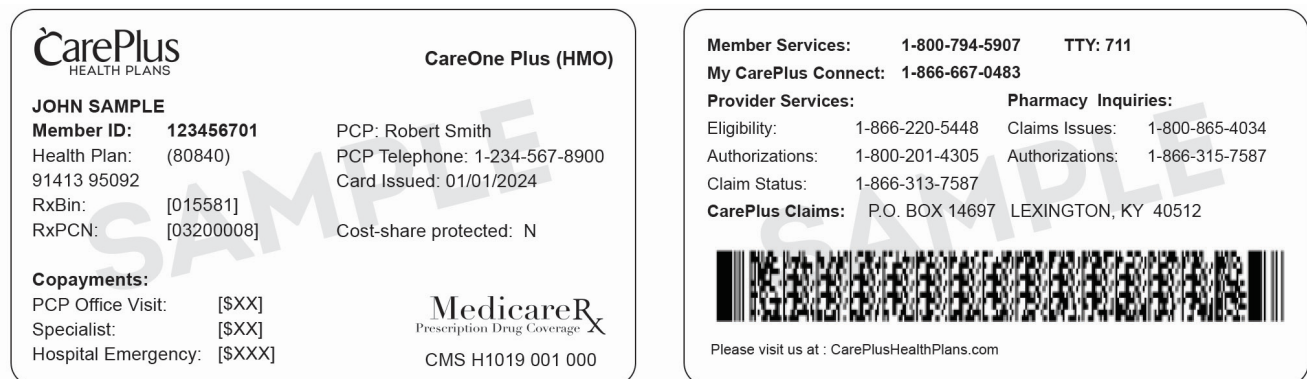 CarePlus
HEALTH PLANS
CareOne Plus (HMO)
JOHN SAMPLE
Member ID: 123456701
Health Plan: (80840)
91413 95092
RxBin: [015581]
RxPCN: [03200008]
PCP: Robert Smith
PCP Telephone: 1-234-567-8900
Card Issued: 01/01/2024
Cost-share protected: N
Copayments:
PCP Office Visit: [$XX]
Specialist: [$XX]
Hospital Emergency: [$XXX]
MedicareRx
Prescription Drug Coverage
CMS H1019 001 000
SAMPLE
Member Services: 1-800-794-5907 TTY: 711
My CarePlus Connect: 1-866-667-0483
Provider Services:
Eligibility: 1-866-220-5448
Authorizations: 1-800-201-4305
Claim Status: 1-866-313-7587
Pharmacy Inquiries:
Claims Issues: 1-800-865-4034
Authorizations: 1-866-315-7587
CarePlus Claims: P.O. BOX 14697 LEXINGTON, KY 40512
Please visit us at : CarePlusHealthPlans.com
SAMPLE